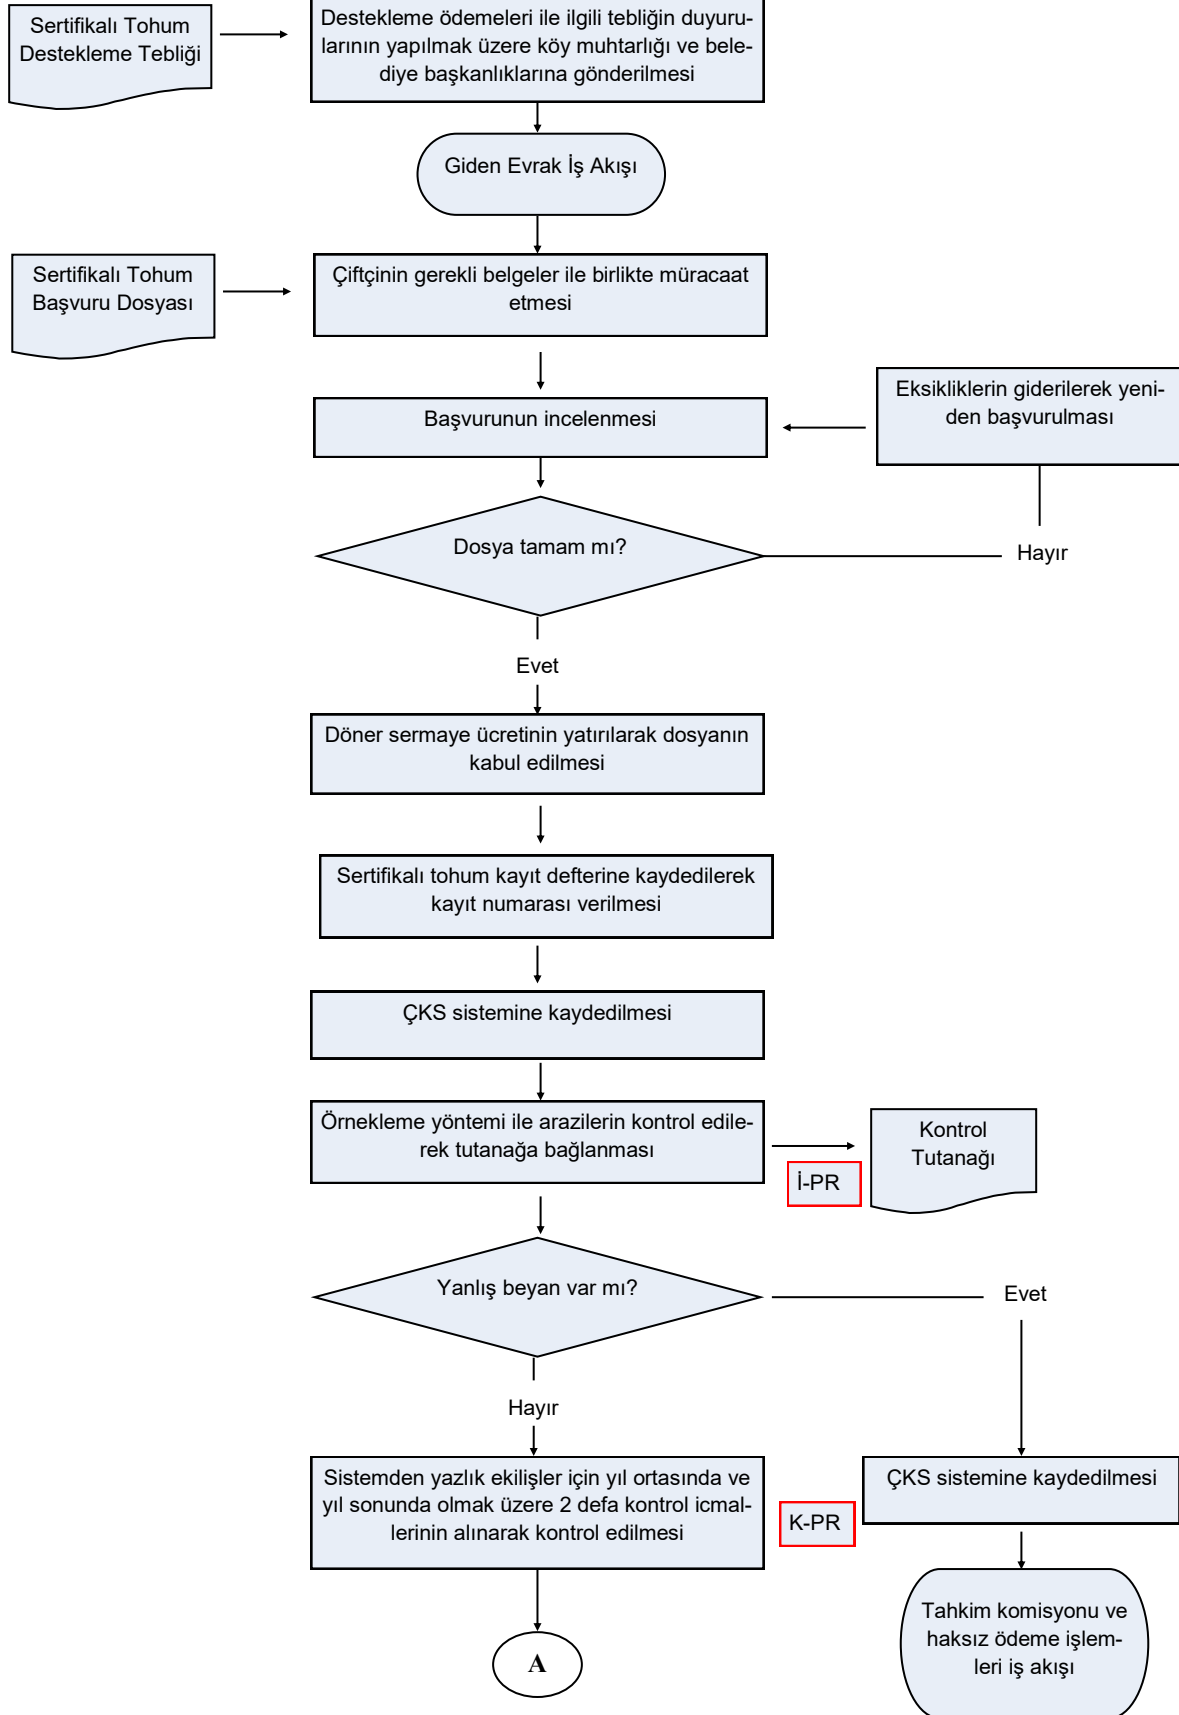 Sertifikalı Tohum
Destekleme Tebliği
Destekleme ödemeleri ile ilgili tebliğin duyuru-
larının yapılmak üzere köy muhtarlığı ve bele-
diye başkanlıklarına gönderilmesi
Giden Evrak İş Akışı
Sertifikalı Tohum
Başvuru Dosyası
Çiftçinin gerekli belgeler ile birlikte müracaat
etmesi
Başvurunun incelenmesi
Eksikliklerin giderilerek yeni-
den başvurulması
Dosya tamam mı?
Hayır
Evet
Döner sermaye ücretinin yatırılarak dosyanın
kabul edilmesi
Sertifikalı tohum kayıt defterine kaydedilerek
kayıt numarası verilmesi
ÇKS sistemine kaydedilmesi
Örnekleme yöntemi ile arazilerin kontrol edile-
rek tutanağa bağlanması
İ-PR
Kontrol
Tutanağı
Yanlış beyan var mı?
Evet
Hayır
Sistemden yazlık ekilişler için yıl ortasında ve
yıl sonunda olmak üzere 2 defa kontrol icmal-
lerinin alınarak kontrol edilmesi
K-PR
ÇKS sistemine kaydedilmesi
Tahkim komisyonu ve
haksız ödeme işlem-
leri iş akışı
A